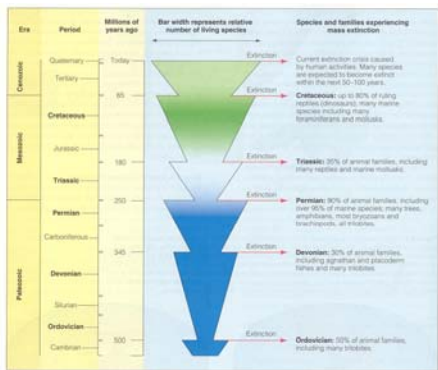 Era
Period
Millions of
years ago
Bar width represents relative
number of living species
Species and families experiencing
mass extinction
Cenozoic
Quaternary
Today
Extinction
Current extinction crisis caused
by human activities. Many species
are expected to become extinct
within the next 50–100 years.
Tertiary
65
Extinction
Cretaceous: up to 80% of ruling
reptiles (dinosaurs); many marine
species including many
foraminiferans and mollusks.
Mesozoic
Cretaceous
Jurassic
180
Extinction
Triassic: 35% of animal families, including
many reptiles and marine mollusks.
Triassic
250
Extinction
Permian: 90% of animal families, including
over 95% of marine species; many trees,
amphibians, most bryozoans and
brachiopods, all trilobites.
Paleozoic
Permian
Carboniferous
345
Extinction
Devonian: 30% of animal families,
including agnathan and placoderm
fishes and many trilobites.
Devonian
Silurian
Ordovician
500
Extinction
Ordovician: 50% of animal families,
including many trilobites.
Cambrian